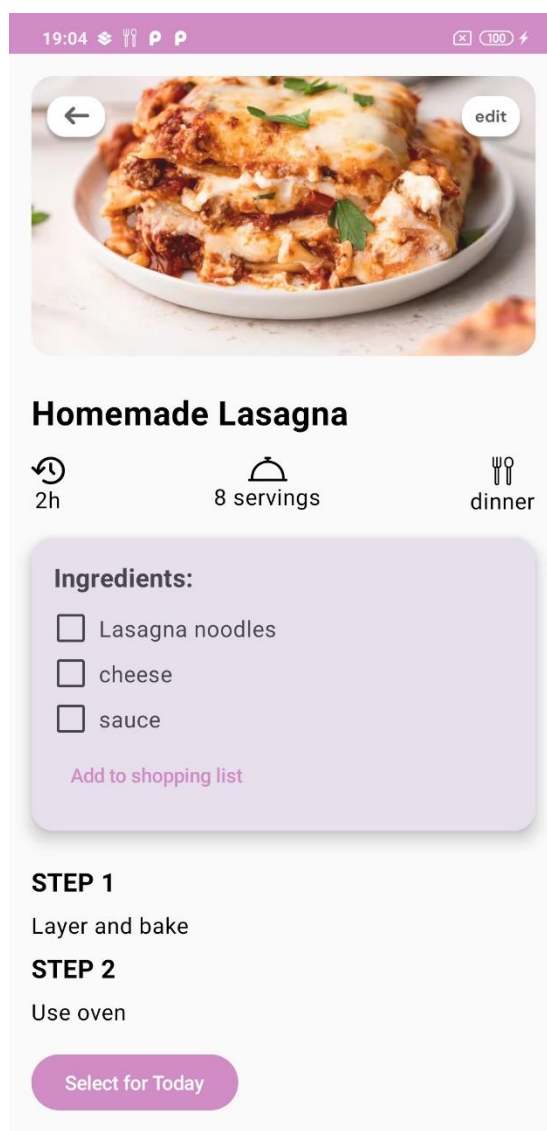 19:04
100
edit
Homemade Lasagna
2h
8 servings
dinner
Ingredients:
Lasagna noodles
cheese
sauce
Add to shopping list
STEP 1
Layer and bake
STEP 2
Use oven
Select for Today